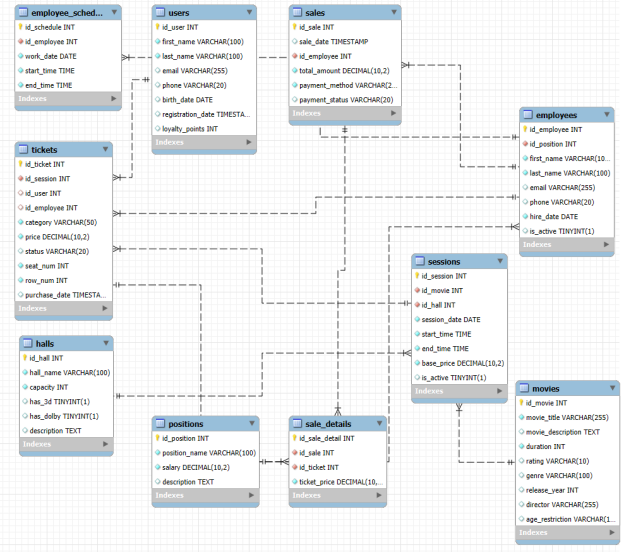 employee_sched...
id_schedule INT
id_employee INT
work_date DATE
start_time TIME
end_time TIME
Indexes
users
id_user INT
first_name VARCHAR(100)
last_name VARCHAR(100)
email VARCHAR(255)
phone VARCHAR(20)
birth_date DATE
registration_date TIMESTA...
loyalty_points INT
Indexes
sales
id_sale INT
sale_date TIMESTAMP
id_employee INT
total_amount DECIMAL(10,2)
payment_method VARCHAR(2...
payment_status VARCHAR(20)
Indexes
employees
id_employee INT
id_position INT
first_name VARCHAR(10...
last_name VARCHAR(100)
email VARCHAR(255)
phone VARCHAR(20)
hire_date DATE
is_active TINYINT(1)
Indexes
tickets
id_ticket INT
id_session INT
id_user INT
id_employee INT
category VARCHAR(50)
price DECIMAL(10,2)
status VARCHAR(20)
seat_num INT
row_num INT
purchase_date TIMESTA...
Indexes
sessions
id_session INT
id_movie INT
id_hall INT
session_date DATE
start_time TIME
end_time TIME
base_price DECIMAL(10,2)
is_active TINYINT(1)
Indexes
halls
id_hall INT
hall_name VARCHAR(100)
capacity INT
has_3d TINYINT(1)
has_dolby TINYINT(1)
description TEXT
Indexes
positions
id_position INT
position_name VARCHAR(100)
salary DECIMAL(10,2)
description TEXT
Indexes
sale_details
id_sale_detail INT
id_sale INT
id_ticket INT
ticket_price DECIMAL(10,...
Indexes
movies
id_movie INT
movie_title VARCHAR(255)
movie_description TEXT
duration INT
rating VARCHAR(10)
genre VARCHAR(100)
release_year INT
director VARCHAR(255)
age_restriction VARCHAR(1...
Indexes